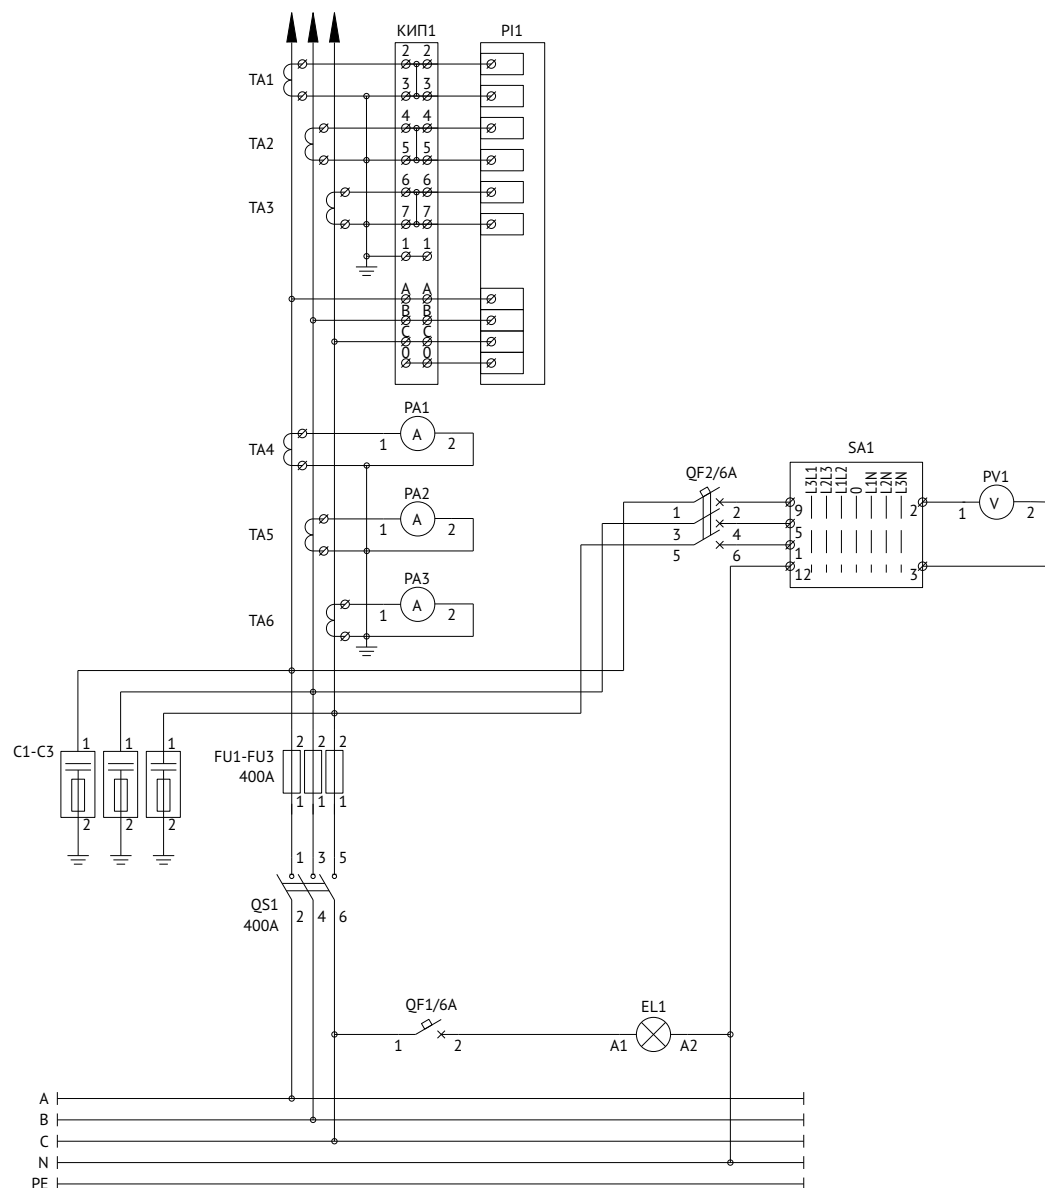 КИП1 PI1
2 2
TA1
3 3
4 4
TA2
5 5
6 6
TA3
7 7
1 1
A A
B B
C C
0 0
PA1
A
1 2
TA4
PA2
A
1 2
TA5
PA3
A
1 2
TA6
QF2/6A
1 2
3 4
5 6
SA1
L3L1 L2L3 L1L2 0 L1N L2N L3N
9 2
5
1
12 3
PV1
V
1 2
C1-C3
1 1 1
2 2 2
FU1-FU3
400A
2 2 2
1 1 1
1 3 5
QS1
400A
2 4 6
QF1/6A
1 2
EL1
A1 A2
A
B
C
N
PE